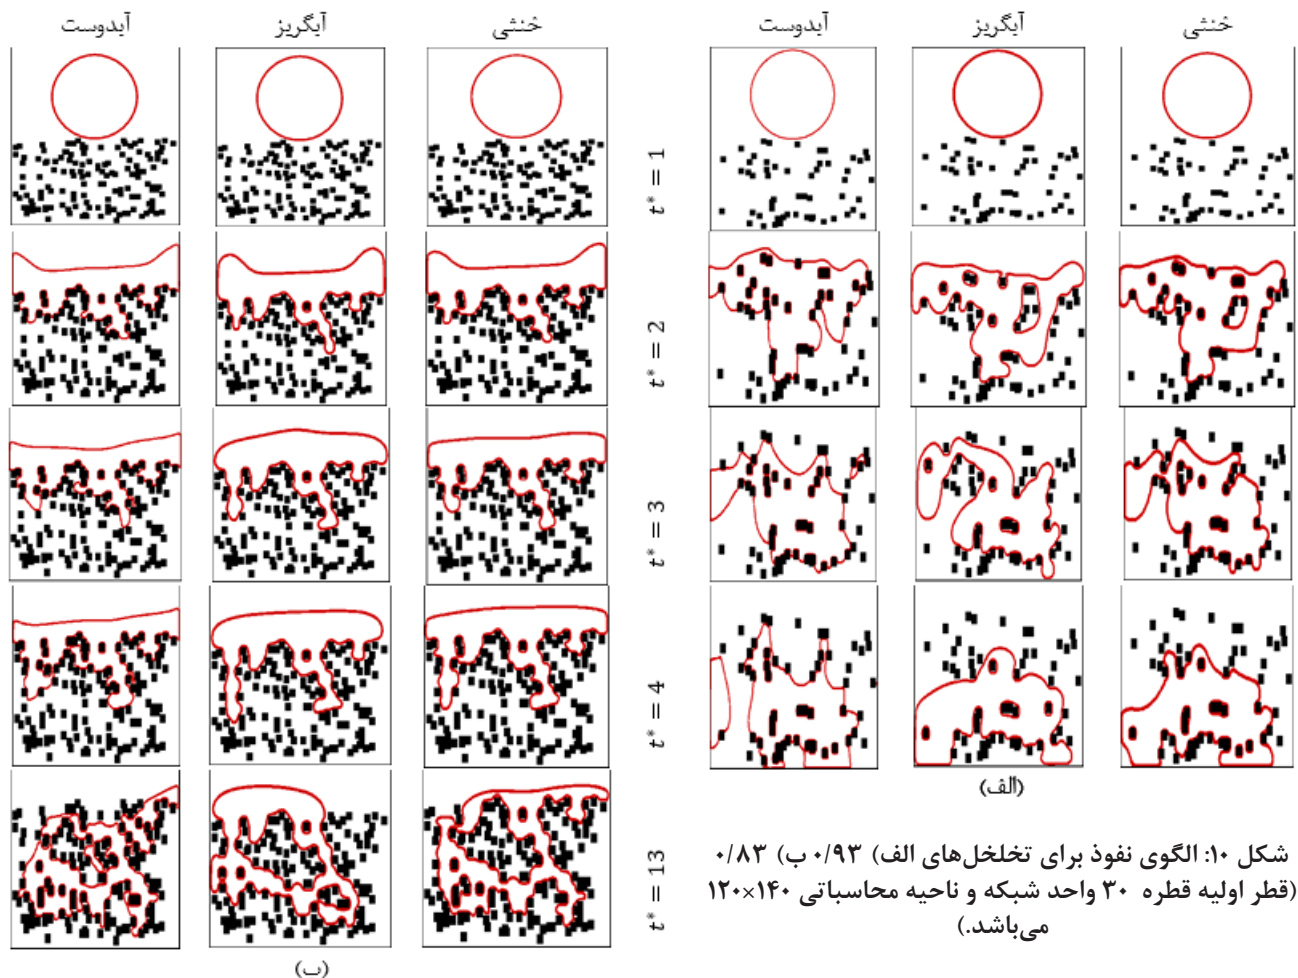 خنثی آبگریز آبدوست
خنثی آبگریز آبدوست
t* = 1
t* = 2
t* = 3
t* = 4
t* = 13
(الف)
(ب)
شکل ۱۰: الگوی نفوذ برای تخلخل‌های الف) ۰/۹۳ ب) ۰/۸۳
(قطر اولیه قطره ۳۰ واحد شبکه و ناحیه محاسباتی ۱۴۰×۱۲۰
می‌باشد.)